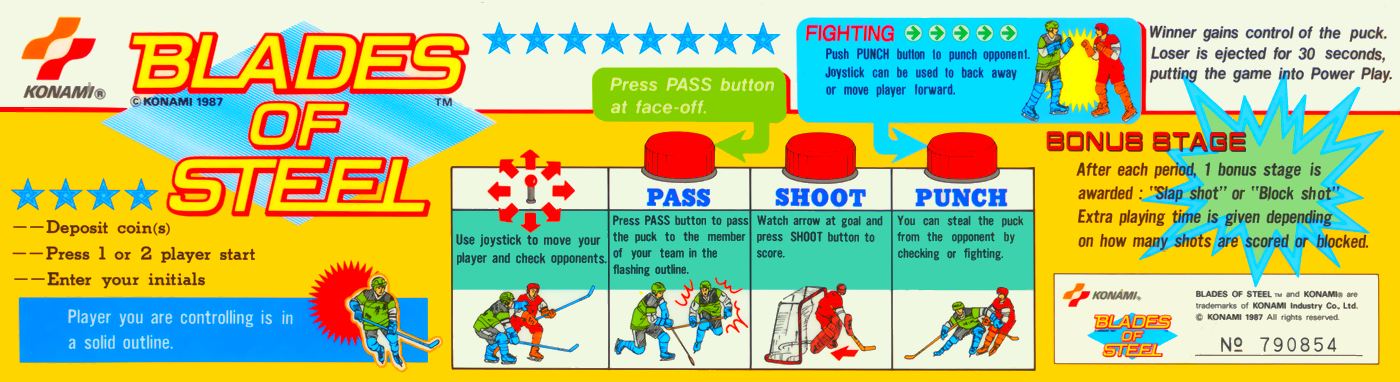 KONAMI®
BLADES
OF
STEEL
TM
© KONAMI 1987
——Deposit coin(s)
——Press 1 or 2 player start
——Enter your initials
Player you are controlling is in
a solid outline.
Press PASS button
at face-off.
FIGHTING
Push PUNCH button to punch opponent.
Joystick can be used to back away
or move player forward.
Winner gains control of the puck.
Loser is ejected for 30 seconds,
putting the game into Power Play.
Use joystick to move your
player and check opponents.
PASS
Press PASS button to pass
the puck to the member
of your team in the
flashing outline.
SHOOT
Watch arrow at goal and
press SHOOT button to
score.
PUNCH
You can steal the puck
from the opponent by
checking or fighting.
BONUS STAGE
After each period, 1 bonus stage is
awarded : "Slap shot" or "Block shot"
Extra playing time is given depending
on how many shots are scored or blocked.
KONAMI®
BLADES
OF
STEEL
BLADES OF STEEL TM and KONAMI® are
trademarks of KONAMI Industry Co., Ltd.
© KONAMI 1987 All rights reserved.
Nº 790854